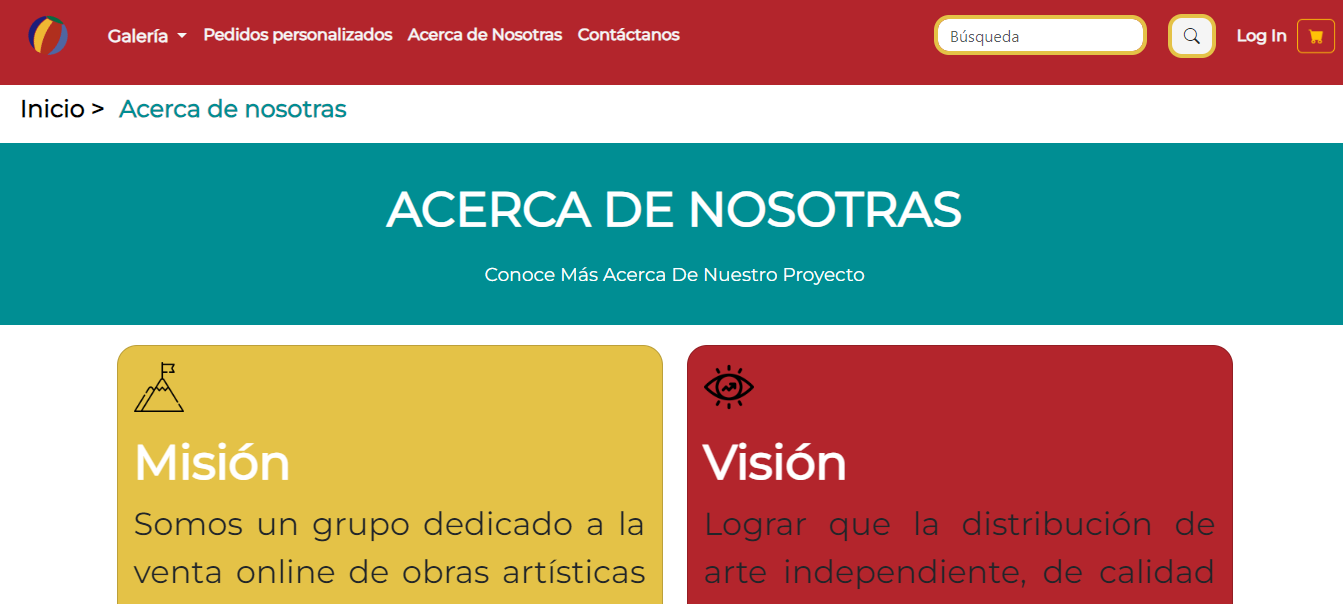 Galería Pedidos personalizados Acerca de Nosotras Contáctanos Búsqueda Log In
Inicio > Acerca de nosotras
ACERCA DE NOSOTRAS
Conoce Más Acerca De Nuestro Proyecto
Misión
Somos un grupo dedicado a la
venta online de obras artísticas
Visión
Lograr que la distribución de
arte independiente, de calidad